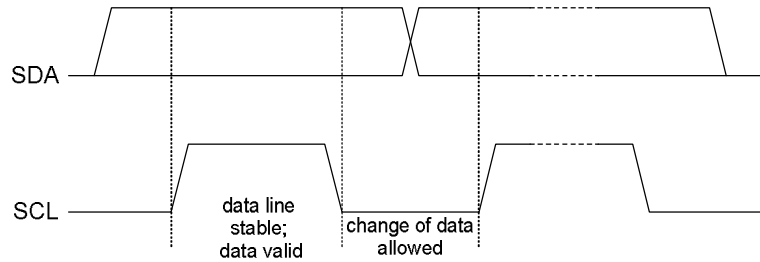 SDA
SCL
data line
stable;
data valid
change of data
allowed